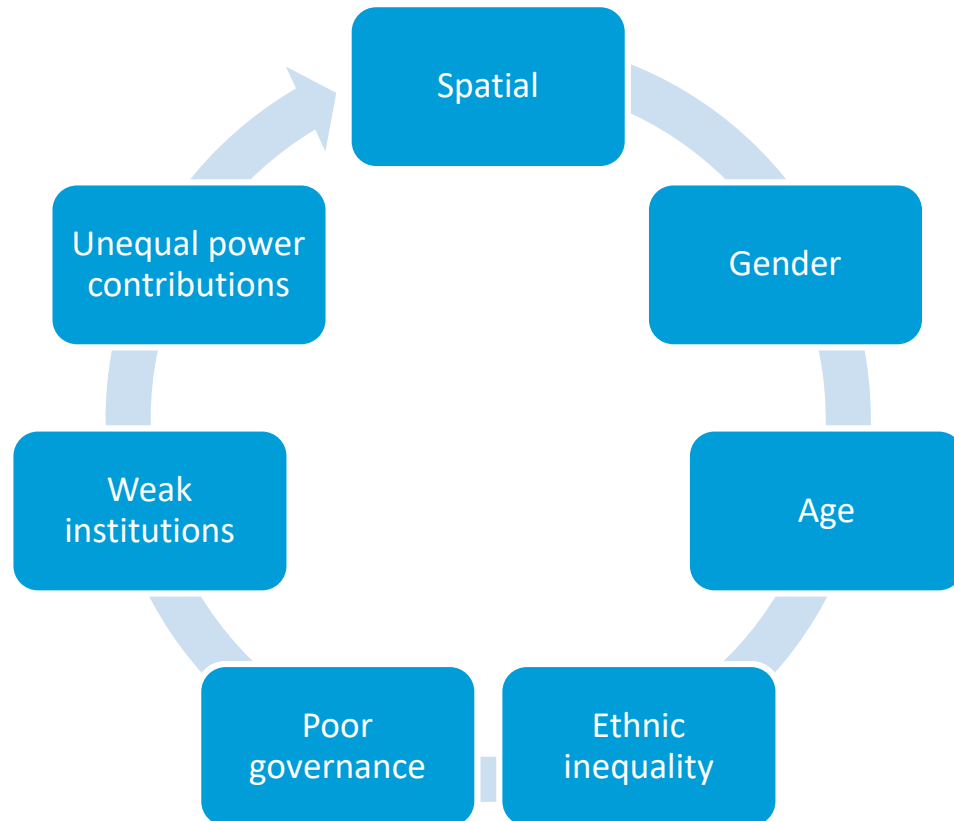 Spatial
Gender
Age
Ethnic
inequality
Poor
governance
Weak
institutions
Unequal power
contributions